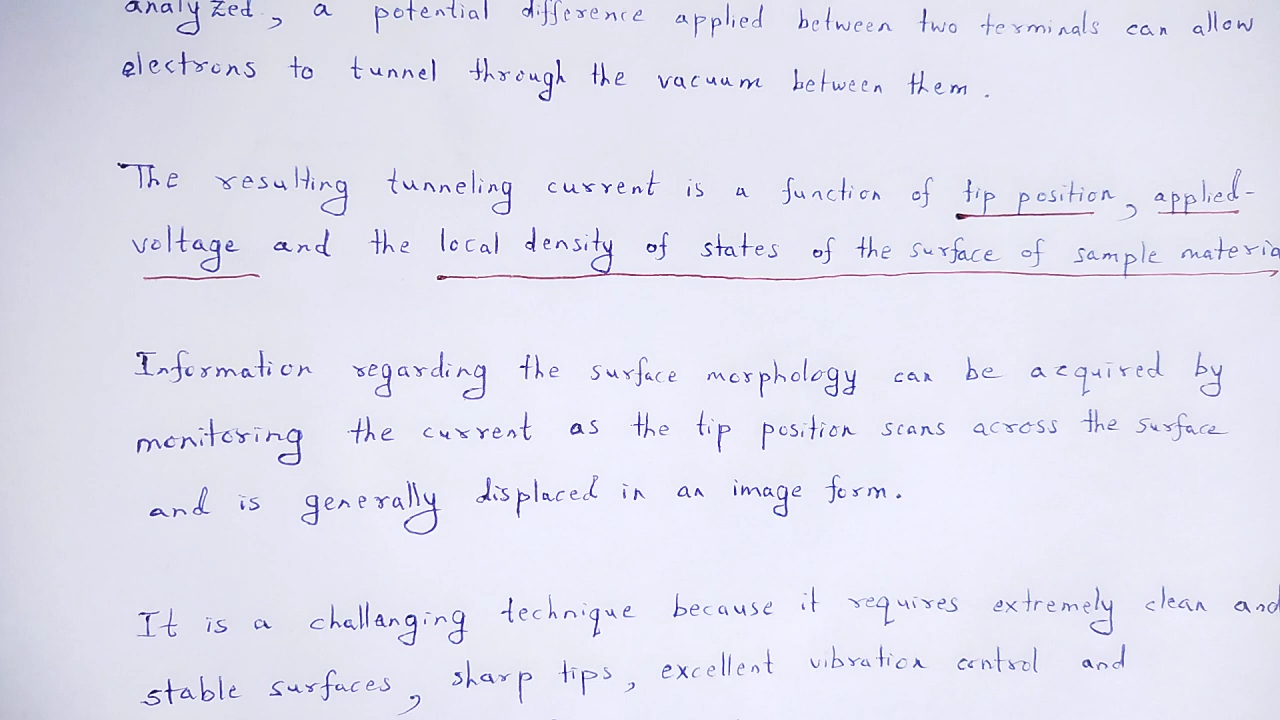 analyzed, a potential difference applied between two terminals can allow
electrons to tunnel through the vacuum between them.
The resulting tunneling current is a function of tip position, applied-
voltage and the local density of states of the surface of sample materia
Information regarding the surface morphology can be acquired by
monitoring the current as the tip position scans across the surface
and is generally displaced in an image form.
It is a challanging technique because it requires extremely clean and
stable surfaces, sharp tips, excellent vibration control and